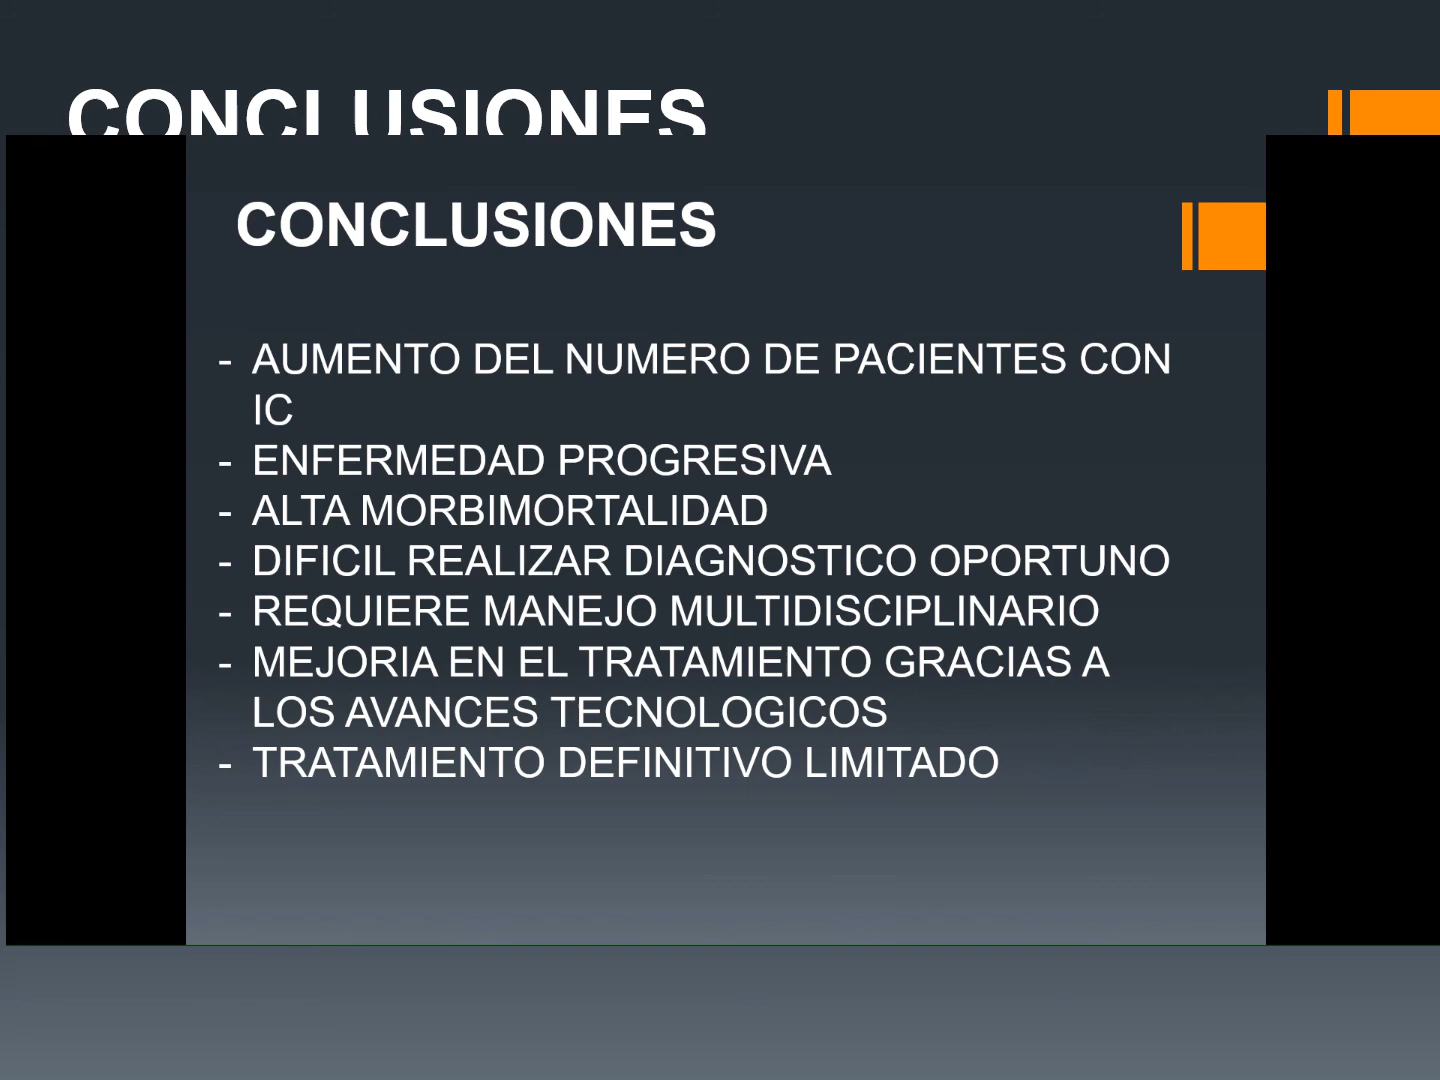 CONCLUSIONES
CONCLUSIONES
- AUMENTO DEL NUMERO DE PACIENTES CON
IC
- ENFERMEDAD PROGRESIVA
- ALTA MORBIMORTALIDAD
- DIFICIL REALIZAR DIAGNOSTICO OPORTUNO
- REQUIERE MANEJO MULTIDISCIPLINARIO
- MEJORIA EN EL TRATAMIENTO GRACIAS A
LOS AVANCES TECNOLOGICOS
- TRATAMIENTO DEFINITIVO LIMITADO